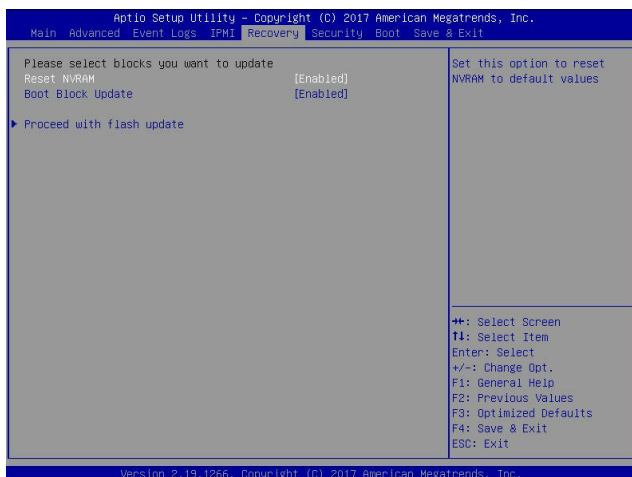 Aptio Setup Utility – Copyright (C) 2017 American Megatrends, Inc.
Main Advanced Event Logs IPMI Recovery Security Boot Save & Exit
Please select blocks you want to update
Reset NVRAM [Enabled]
Boot Block Update [Enabled]
▶ Proceed with flash update
Set this option to reset
NVRAM to default values
→←: Select Screen
↑↓: Select Item
Enter: Select
+/-: Change Opt.
F1: General Help
F2: Previous Values
F3: Optimized Defaults
F4: Save & Exit
ESC: Exit
Version 2.19.1266. Copyright (C) 2017 American Megatrends, Inc.